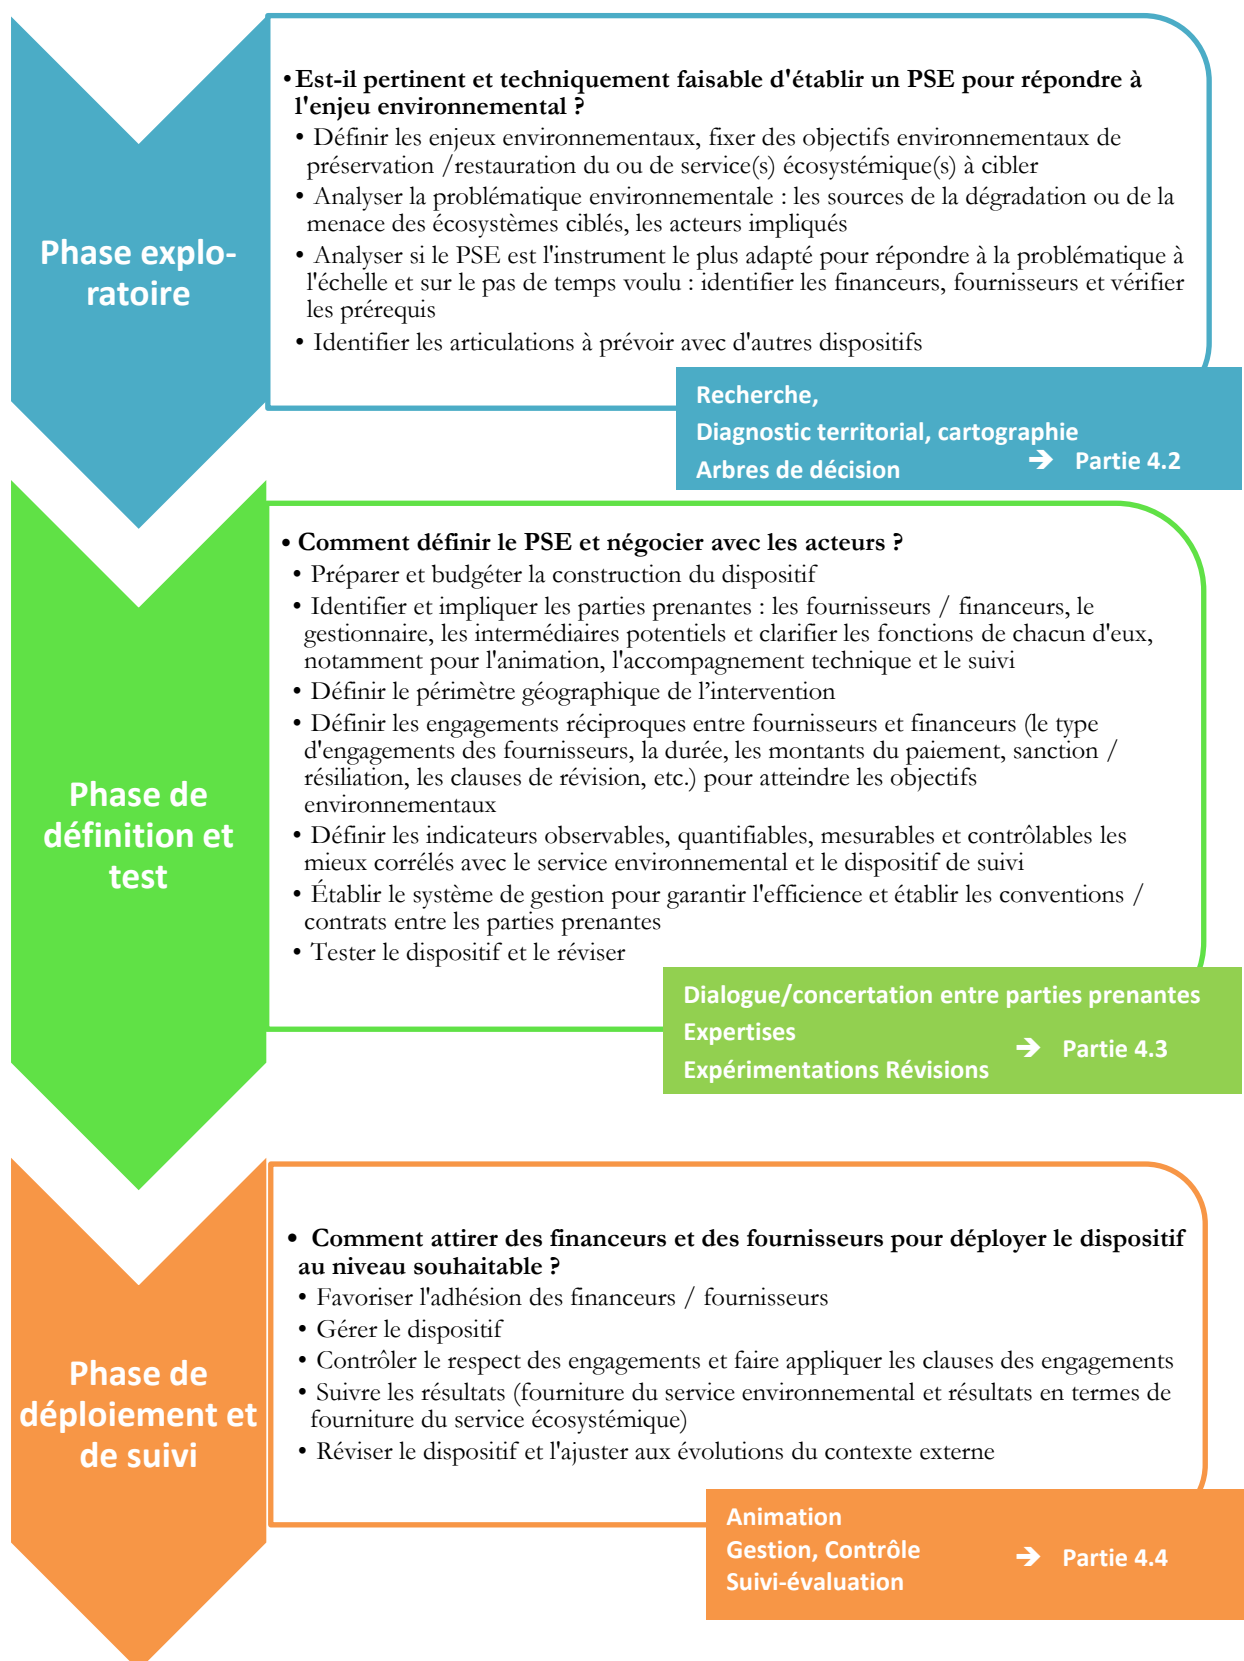 Phase explo-
ratoire
•Est-il pertinent et techniquement faisable d'établir un PSE pour répondre à
l'enjeu environnemental ?
• Définir les enjeux environnementaux, fixer des objectifs environnementaux de
préservation /restauration du ou de service(s) écosystémique(s) à cibler
• Analyser la problématique environnementale : les sources de la dégradation ou de la
menace des écosystèmes ciblés, les acteurs impliqués
• Analyser si le PSE est l'instrument le plus adapté pour répondre à la problématique à
l'échelle et sur le pas de temps voulu : identifier les financeurs, fournisseurs et vérifier
les prérequis
• Identifier les articulations à prévoir avec d'autres dispositifs
Recherche,
Diagnostic territorial, cartographie
Arbres de décision
➔ Partie 4.2
Phase de
définition et
test
• Comment définir le PSE et négocier avec les acteurs ?
• Préparer et budgéter la construction du dispositif
• Identifier et impliquer les parties prenantes : les fournisseurs / financeurs, le
gestionnaire, les intermédiaires potentiels et clarifier les fonctions de chacun d'eux,
notamment pour l'animation, l'accompagnement technique et le suivi
• Définir le périmètre géographique de l’intervention
• Définir les engagements réciproques entre fournisseurs et financeurs (le type
d'engagements des fournisseurs, la durée, les montants du paiement, sanction /
résiliation, les clauses de révision, etc.) pour atteindre les objectifs
environnementaux
• Définir les indicateurs observables, quantifiables, mesurables et contrôlables les
mieux corrélés avec le service environnemental et le dispositif de suivi
• Établir le système de gestion pour garantir l'efficience et établir les conventions /
contrats entre les parties prenantes
• Tester le dispositif et le réviser
Dialogue/concertation entre parties prenantes
Expertises
Expérimentations Révisions
➔ Partie 4.3
Phase de
déploiement et
de suivi
• Comment attirer des financeurs et des fournisseurs pour déployer le dispositif
au niveau souhaitable ?
• Favoriser l'adhésion des financeurs / fournisseurs
• Gérer le dispositif
• Contrôler le respect des engagements et faire appliquer les clauses des engagements
• Suivre les résultats (fourniture du service environnemental et résultats en termes de
fourniture du service écosystémique)
• Réviser le dispositif et l'ajuster aux évolutions du contexte externe
Animation
Gestion, Contrôle
Suivi-évaluation
➔ Partie 4.4